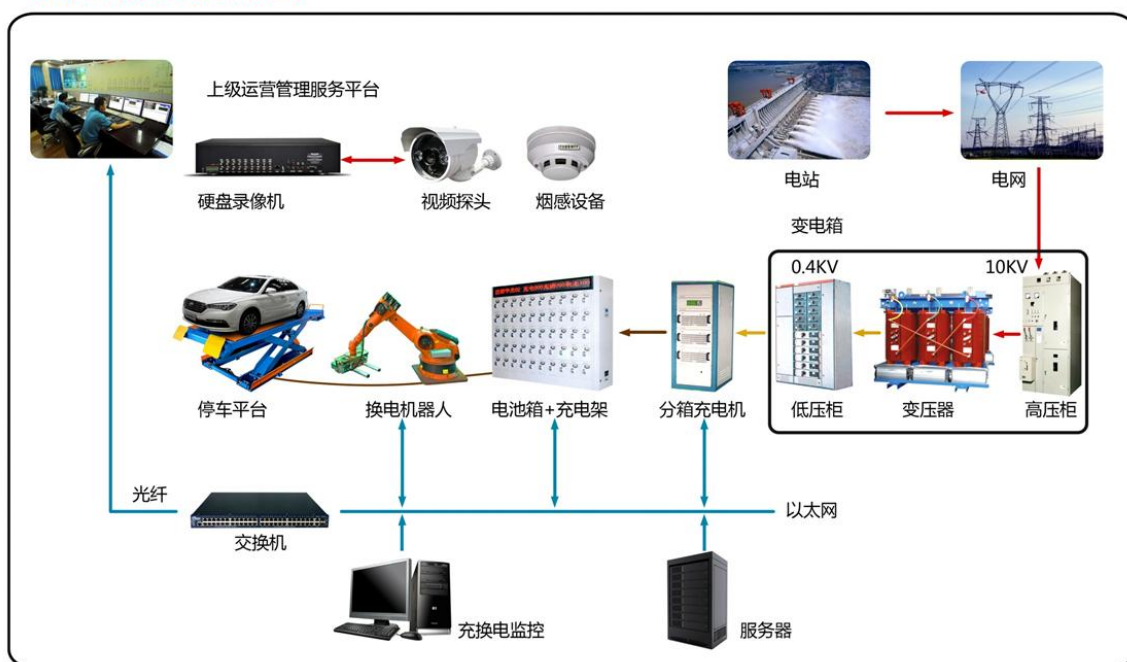 上级运营管理服务平台
硬盘录像机
视频探头
烟感设备
电站
电网
变电箱
0.4KV
10KV
停车平台
换电机器人
电池箱+充电架
分箱充电机
低压柜
变压器
高压柜
光纤
交换机
以太网
充换电监控
服务器